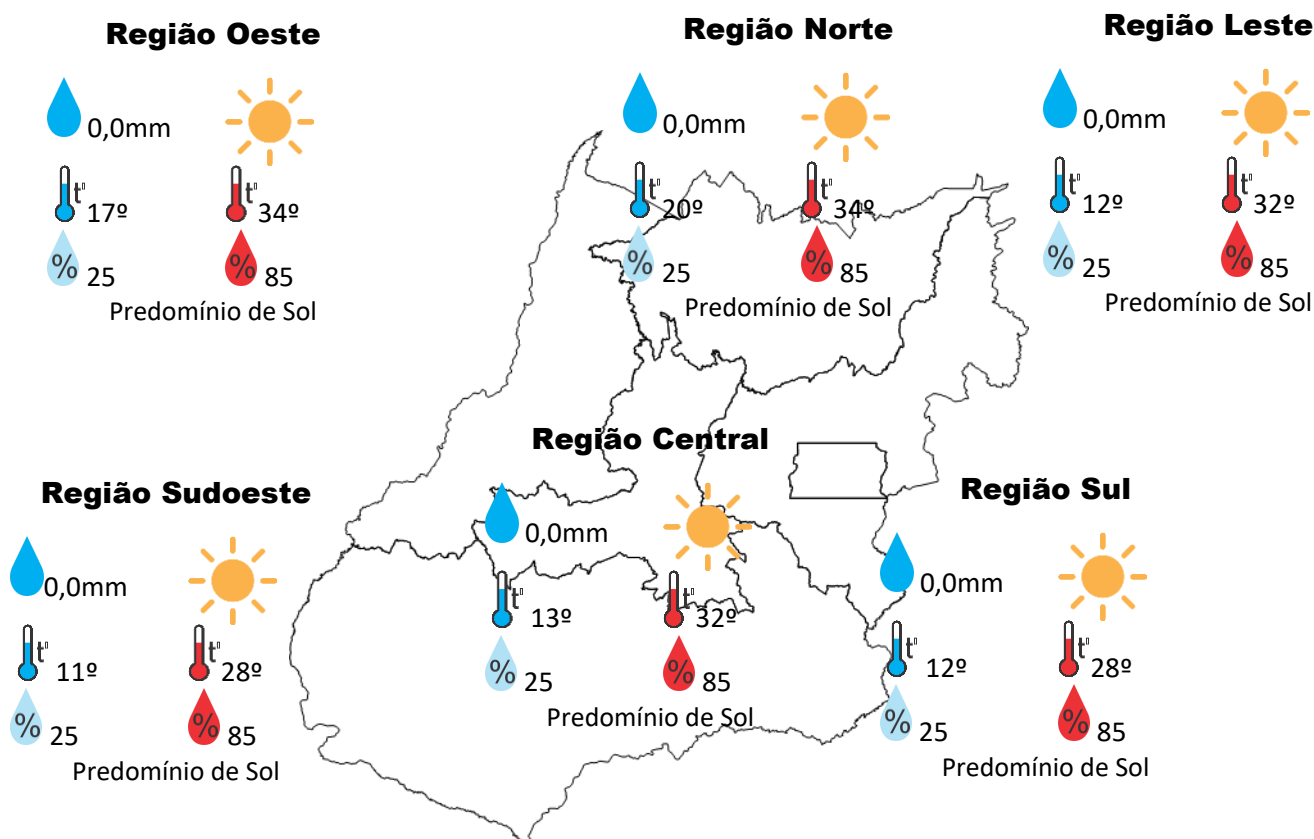 Região Oeste
0,0mm
t° 17º
t° 34º
% 25
% 85
Predomínio de Sol
Região Norte
0,0mm
t° 20º
t° 34º
% 25
% 85
Predomínio de Sol
Região Leste
0,0mm
t° 12º
t° 32º
% 25
% 85
Predomínio de Sol
Região Sudoeste
0,0mm
t° 11º
t° 28º
% 25
% 85
Predomínio de Sol
Região Central
0,0mm
t° 13º
t° 32º
% 25
% 85
Predomínio de Sol
Região Sul
0,0mm
t° 12º
t° 28º
% 25
% 85
Predomínio de Sol